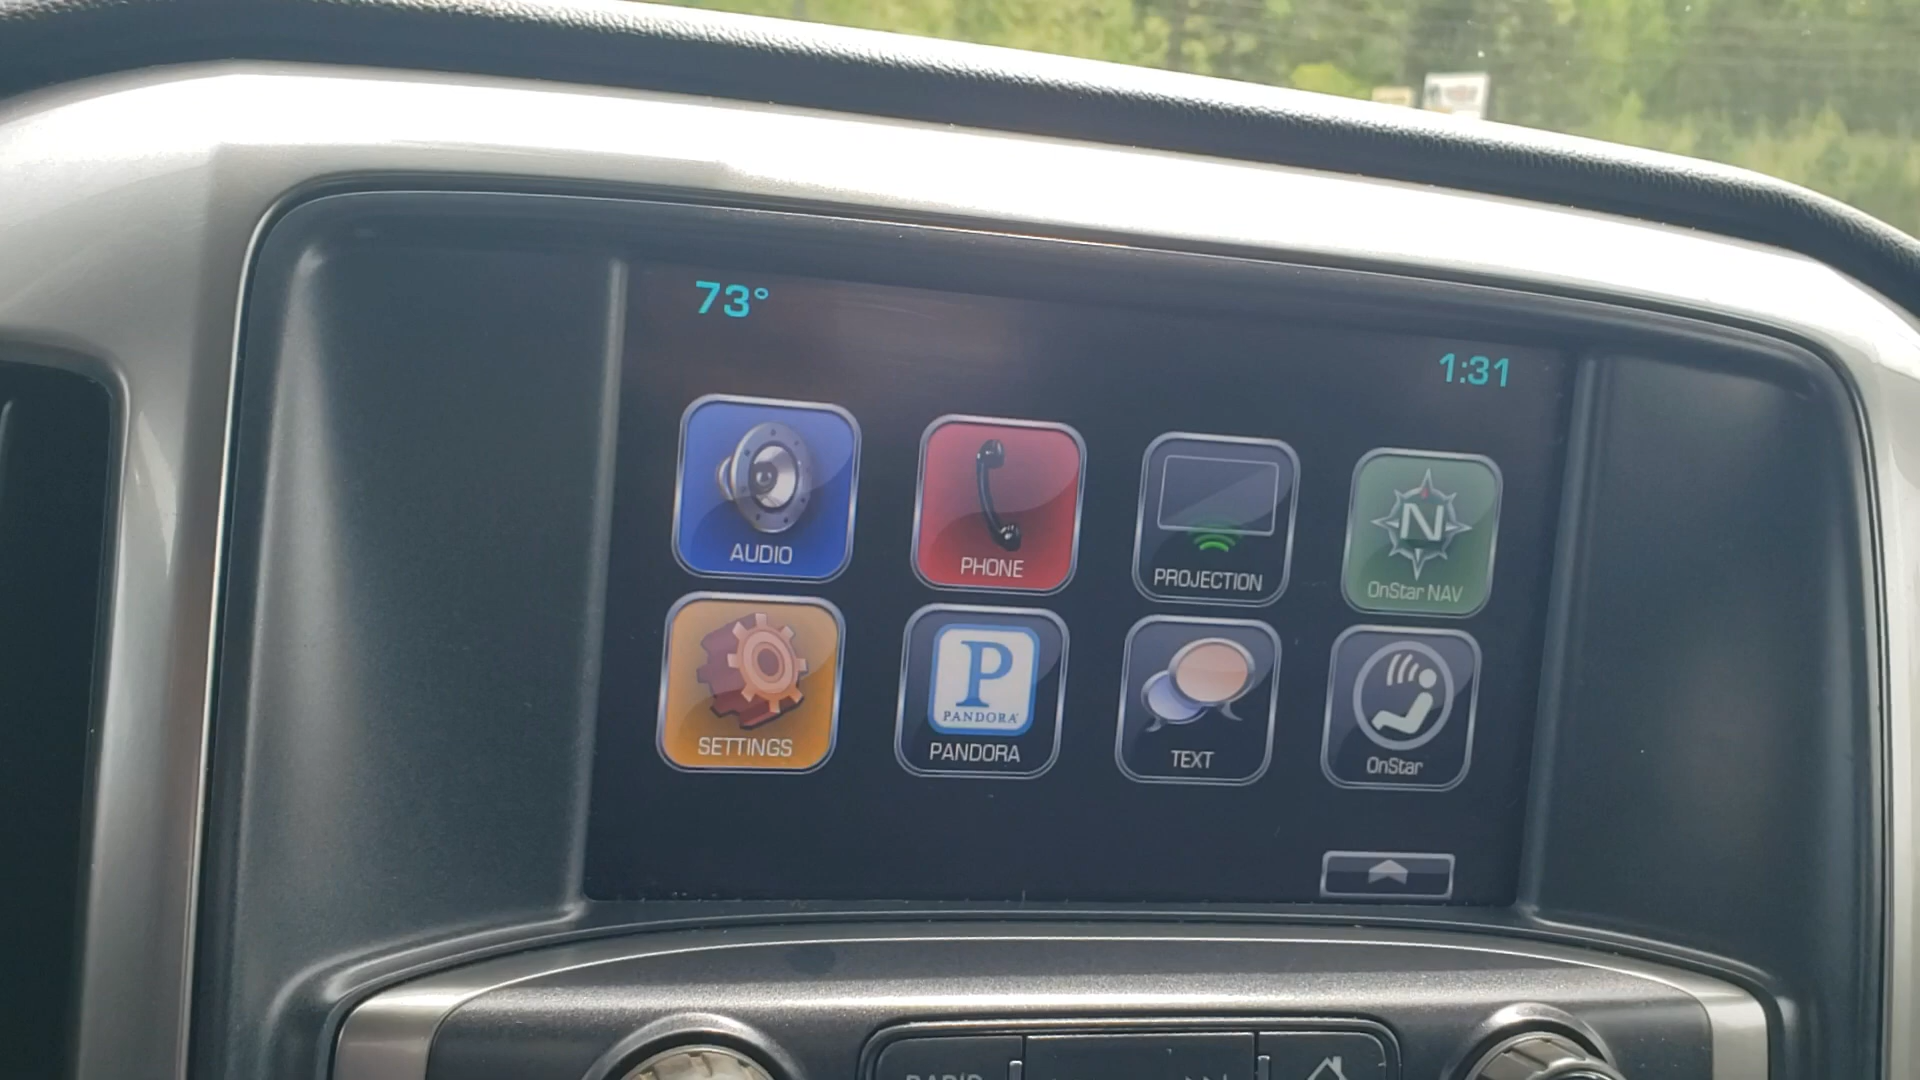 73°
1:31
AUDIO
PHONE
PROJECTION
N
OnStar NAV
SETTINGS
P
PANDORA
PANDORA
TEXT
OnStar
RADIO